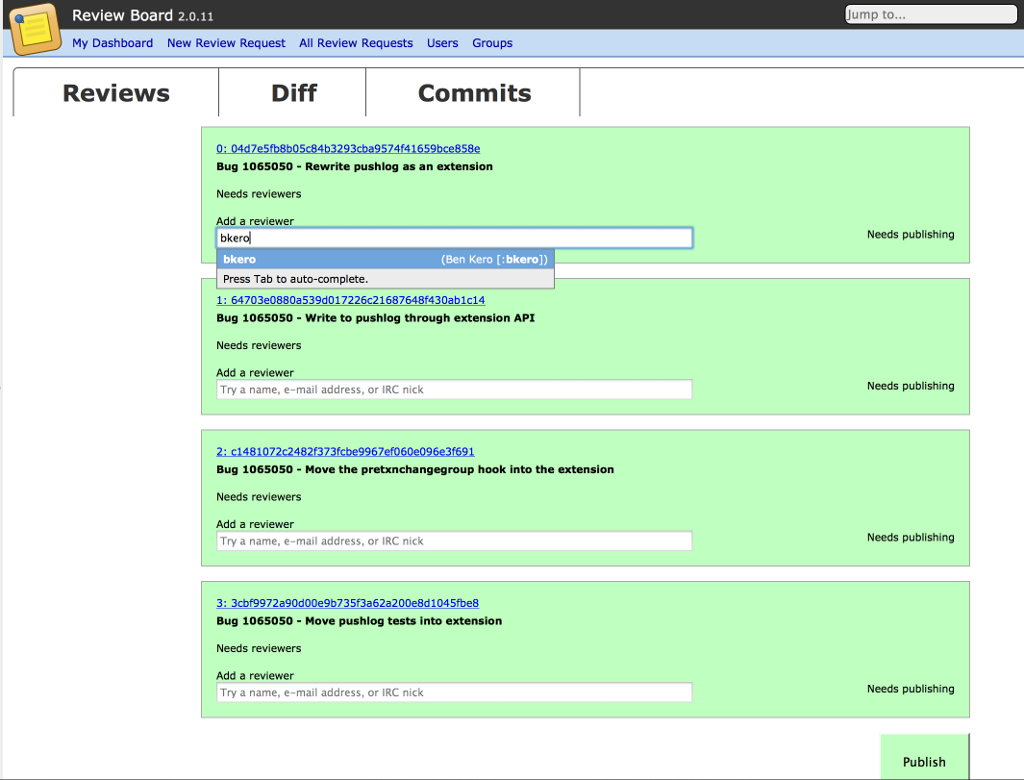 Review Board 2.0.11
Jump to...
My Dashboard New Review Request All Review Requests Users Groups
Reviews Diff Commits
0: 04d7e5fb8b05c84b3293cba9574f41659bce858e
Bug 1065050 - Rewrite pushlog as an extension
Needs reviewers
Add a reviewer
Needs publishing
bkero
bkero (Ben Kero [:bkero])
Press Tab to auto-complete.
1: 64703e0880a539d017226c21687648f430ab1c14
Bug 1065050 - Write to pushlog through extension API
Needs reviewers
Add a reviewer
Needs publishing
Try a name, e-mail address, or IRC nick
2: c1481072c2482f373fcbe9967ef060e096e3f691
Bug 1065050 - Move the pretxnchangegroup hook into the extension
Needs reviewers
Add a reviewer
Needs publishing
Try a name, e-mail address, or IRC nick
3: 3cbf9972a90d00e9b735f3a62a200e8d1045fbe8
Bug 1065050 - Move pushlog tests into extension
Needs reviewers
Add a reviewer
Needs publishing
Try a name, e-mail address, or IRC nick
Publish